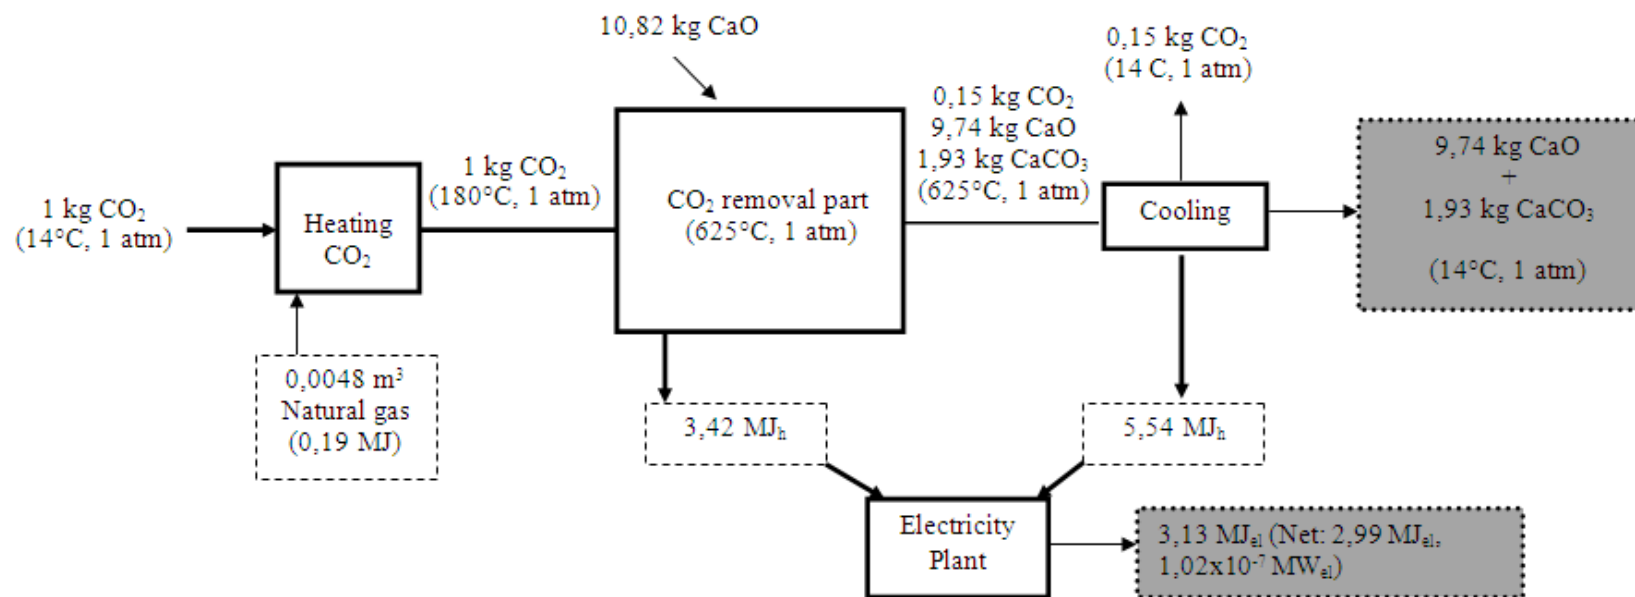 10,82 kg CaO
0,15 kg CO₂
(14 C, 1 atm)
0,15 kg CO₂
9,74 kg CaO
1,93 kg CaCO₃
(625°C, 1 atm)
9,74 kg CaO
+
1,93 kg CaCO₃
(14°C, 1 atm)
1 kg CO₂
(180°C, 1 atm)
1 kg CO₂
(14°C, 1 atm)
Heating
CO₂
CO₂ removal part
(625°C, 1 atm)
Cooling
0,0048 m³
Natural gas
(0,19 MJ)
3,42 MJₕ
5,54 MJₕ
Electricity
Plant
3,13 MJₑₗ (Net: 2,99 MJₑₗ,
1,02x10⁻⁷ MWₑₗ)